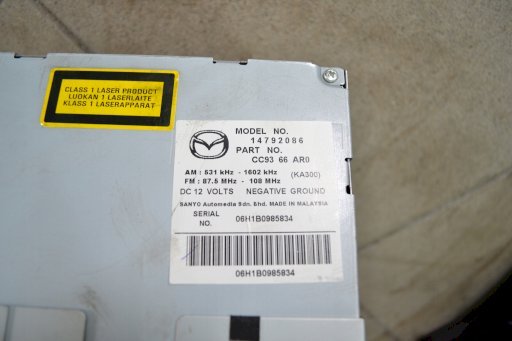 CLASS 1 LASER PRODUCT
LUOKAN 1 LASERLAITE
KLASS 1 LASERAPPARAT
MODEL NO.
14792086
PART NO.
CC93 66 AR0
AM : 531 kHz - 1602 kHz (KA300)
FM : 87.5 MHz - 108 MHz
DC 12 VOLTS NEGATIVE GROUND
SANYO Automedia Sdn. Bhd. MADE IN MALAYSIA
SERIAL NO. 06H1B0985834
06H1B0985834